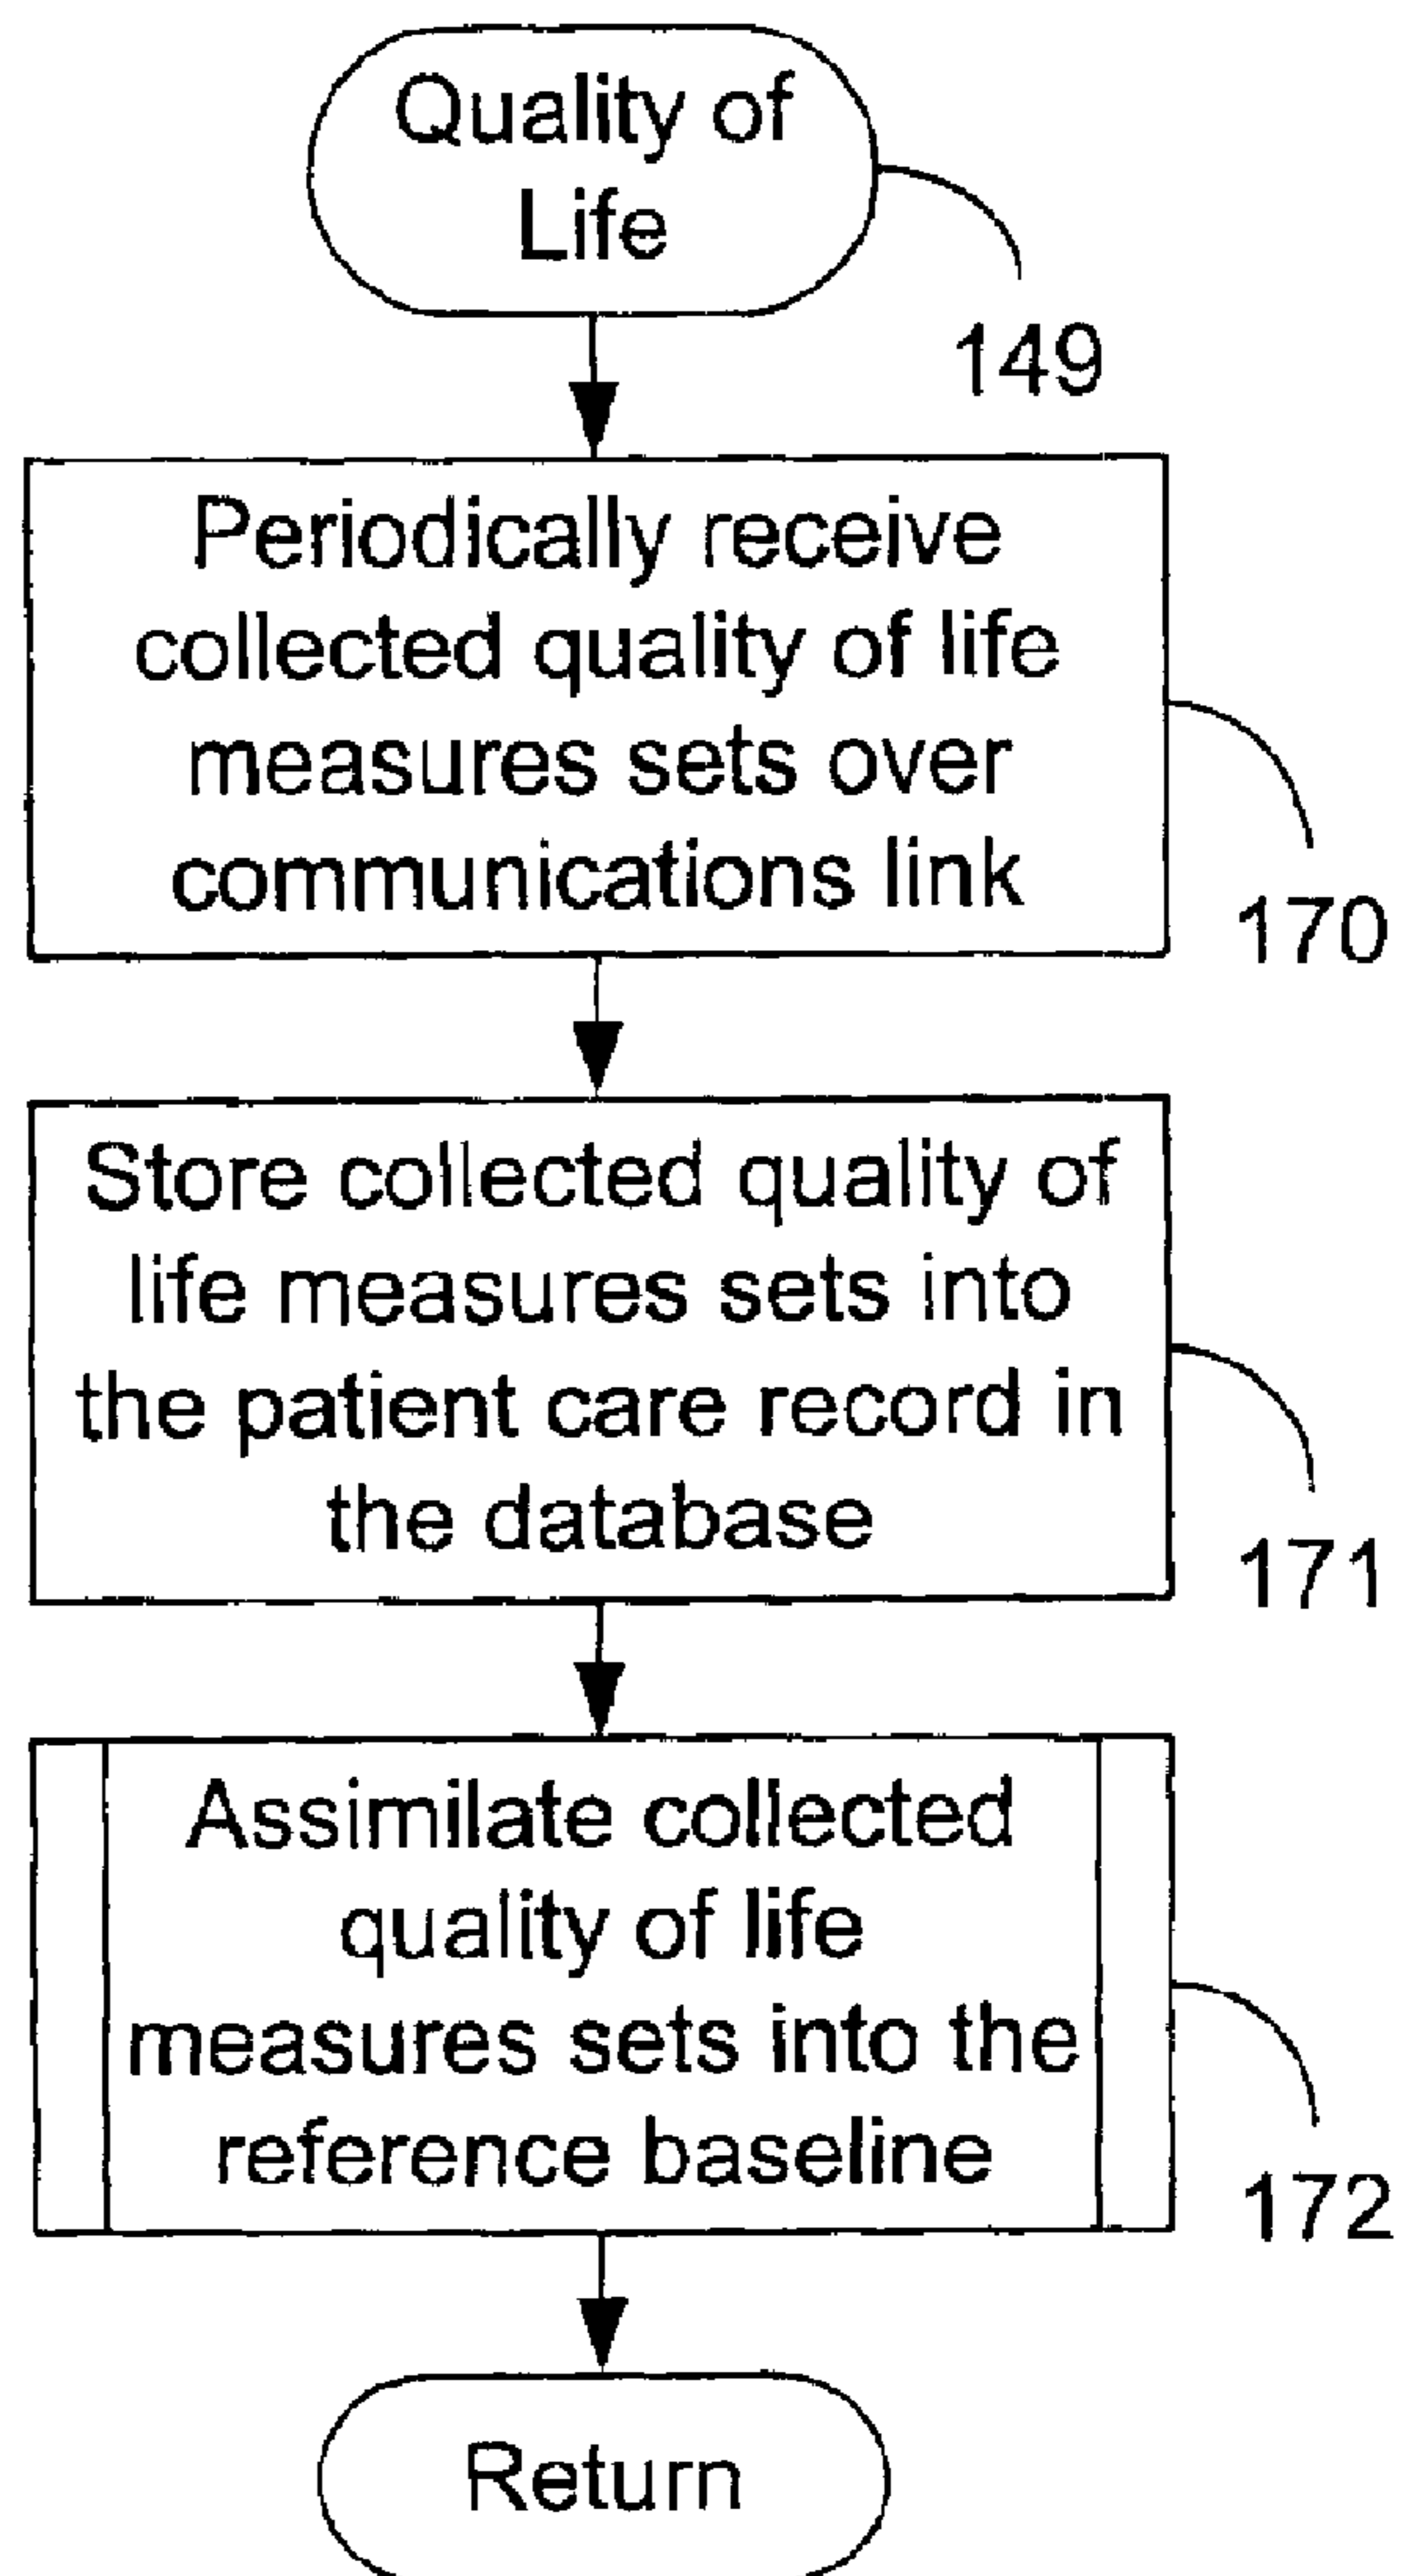 Quality of
Life
149
Periodically receive
collected quality of life
measures sets over
communications link
170
Store collected quality of
life measures sets into
the patient care record in
the database
171
Assimilate collected
quality of life
measures sets into the
reference baseline
172
Return